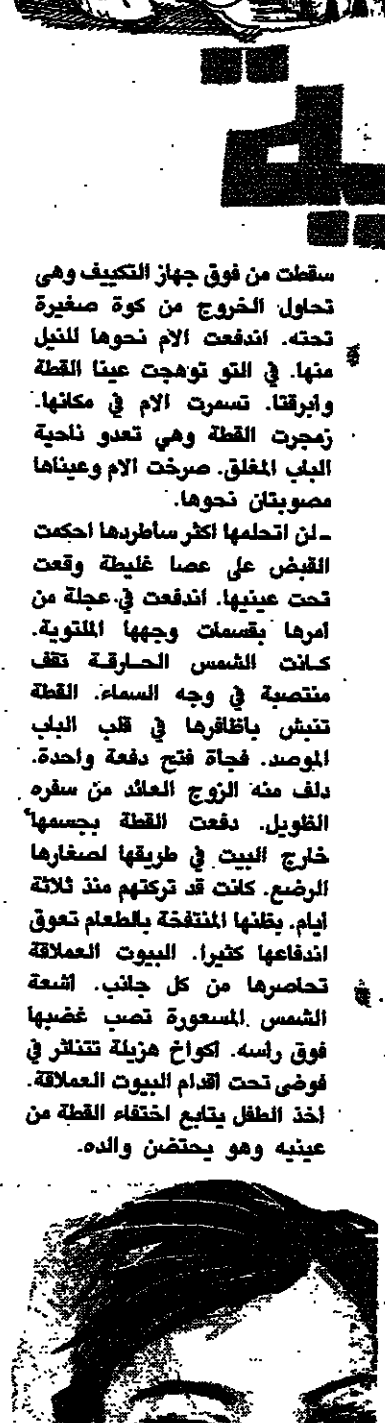 سقطت من فوق جهاز التكييف وهى
تحاول الخروج من كوة صغيرة
تحته. اندفعت الام نحوها للنيل
منها. في التو توهجت عينا القطة
وابرقتا. تسمرت الام في مكانها.
زمجرت القطة وهي تعدو ناحية
الباب المغلق. صرخت الام وعيناها
مصوبتان نحوها.
ـ لن اتحلمها اكثر ساطردها احكمت
القبض على عصا غليطة وقعت
تحت عينيها. اندفعت في عجلة من
امرها بقسمات وجهها الملتوية.
كانت الشمس الحارقة تقف
منتصبة في وجه السماء. القطة
تنبش باظافرها في قلب الباب
الموصد. فجاة فتح دفعة واحدة.
دلف منه الزوج العائد من سفره
الطويل. دفعت القطة بجسمها
خارج البيت في طريقها لصغارها
الرضع. كانت قد تركتهم منذ ثلاثة
ايام. بطنها المنتفخة بالطعام تعوق
اندفاعها كثيرا. البيوت العملاقة
تحاصرها من كل جانب. اشعة
الشمس المسعورة تصب غضبها
فوق راسه. اكواخ هزيلة تتناثر في
فوضى تحت اقدام البيوت العملاقة.
اخذ الطفل يتابع اختفاء القطة من
عينيه وهو يحتضن والده.